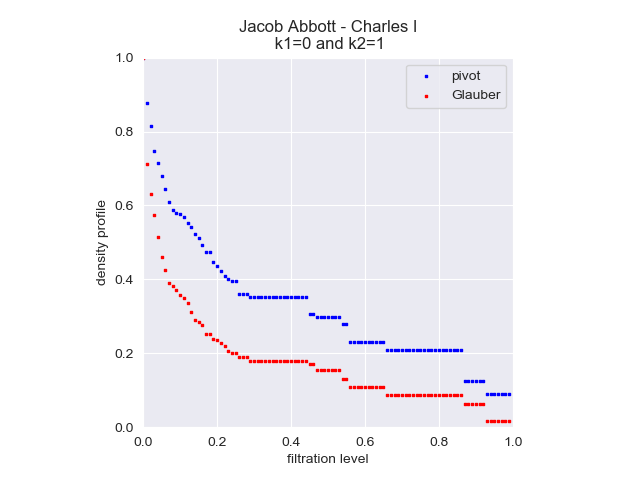 Jacob Abbott - Charles I
k1=0 and k2=1
pivot
Glauber
density profile
1.0
0.8
0.6
0.4
0.2
0.0
0.0 0.2 0.4 0.6 0.8 1.0
filtration level